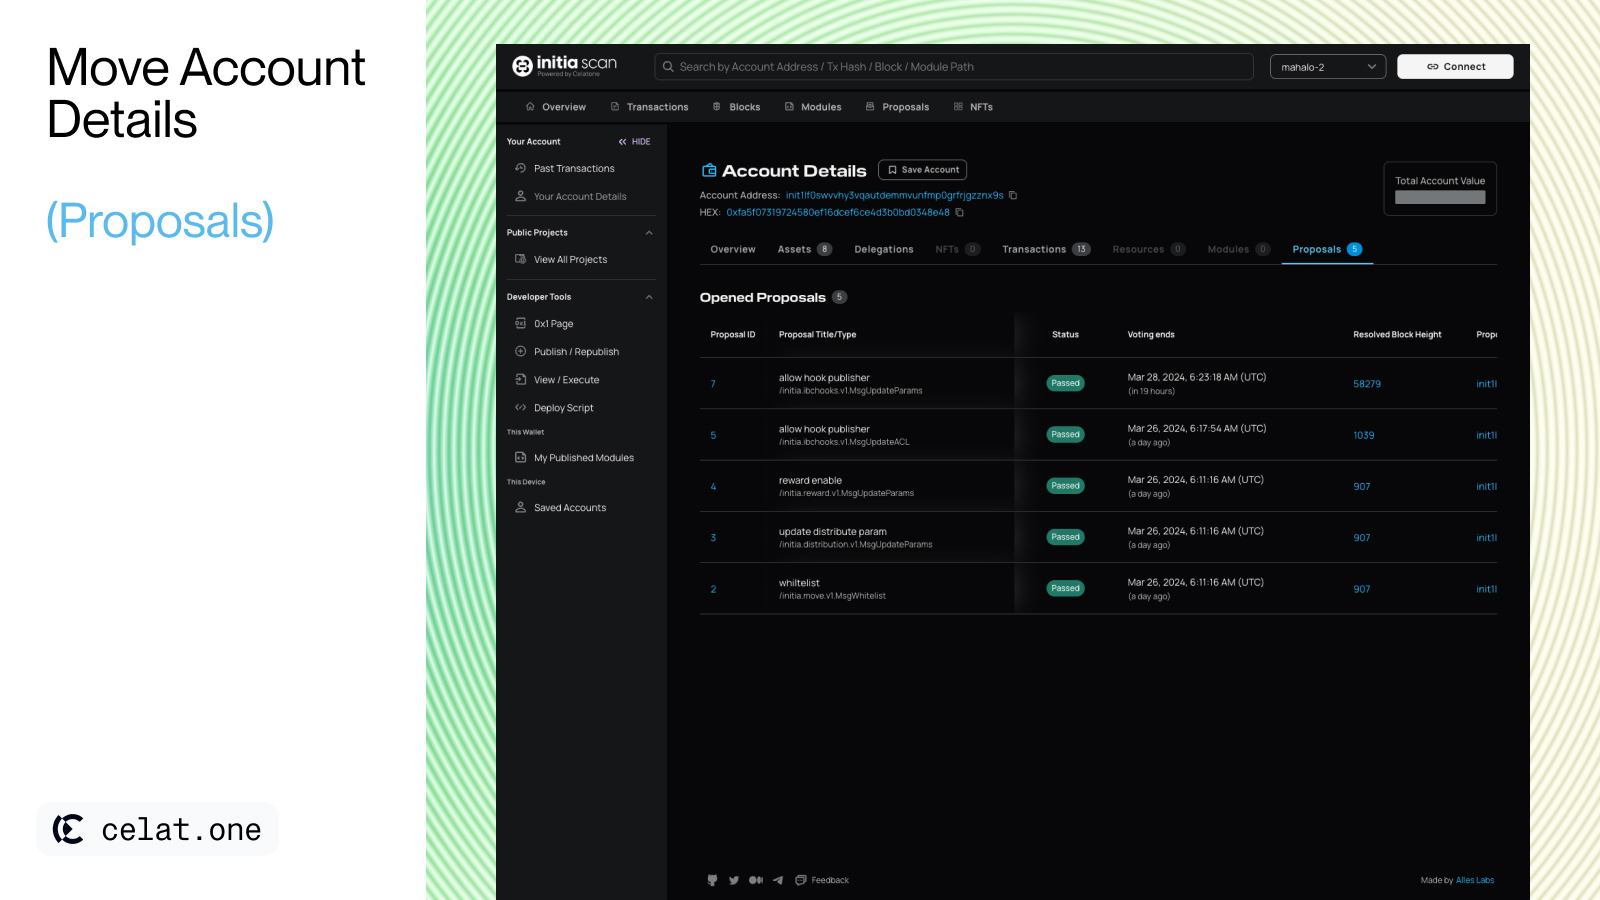 Move Account
Details
(Proposals)
celat.one
initia scan
Powered by Celatone
Search by Account Address / Tx Hash / Block / Module Path
mahalo-2
Connect
Overview Transactions Blocks Modules Proposals NFTs
Your Account HIDE
Past Transactions
Your Account Details
Public Projects
View All Projects
Developer Tools
0x1 Page
Publish / Republish
View / Execute
Deploy Script
This Wallet
My Published Modules
This Device
Saved Accounts
Account Details Save Account
Account Address: init1lf0swvvhy3vqautdemmvunfmp0grfrjgzznx9s
HEX: 0xfa5f07319724580ef16dcef6ce4d3b0bd0348e48
Total Account Value
Overview Assets 8 Delegations NFTs 0 Transactions 13 Resources 0 Modules 0 Proposals 5
Opened Proposals 5
Proposal ID Proposal Title/Type Status Voting ends Resolved Block Height Prop
7 allow hook publisher Passed Mar 28, 2024, 6:23:18 AM (UTC) 58279 init1l
/initia.ibchooks.v1.MsgUpdateParams (in 19 hours)
5 allow hook publisher Passed Mar 26, 2024, 6:17:54 AM (UTC) 1039 init1l
/initia.ibchooks.v1.MsgUpdateACL (a day ago)
4 reward enable Passed Mar 26, 2024, 6:11:16 AM (UTC) 907 init1l
/initia.reward.v1.MsgUpdateParams (a day ago)
3 update distribute param Passed Mar 26, 2024, 6:11:16 AM (UTC) 907 init1l
/initia.distribution.v1.MsgUpdateParams (a day ago)
2 whiltelist Passed Mar 26, 2024, 6:11:16 AM (UTC) 907 init1l
/initia.move.v1.MsgWhitelist (a day ago)
Feedback
Made by Alles Labs